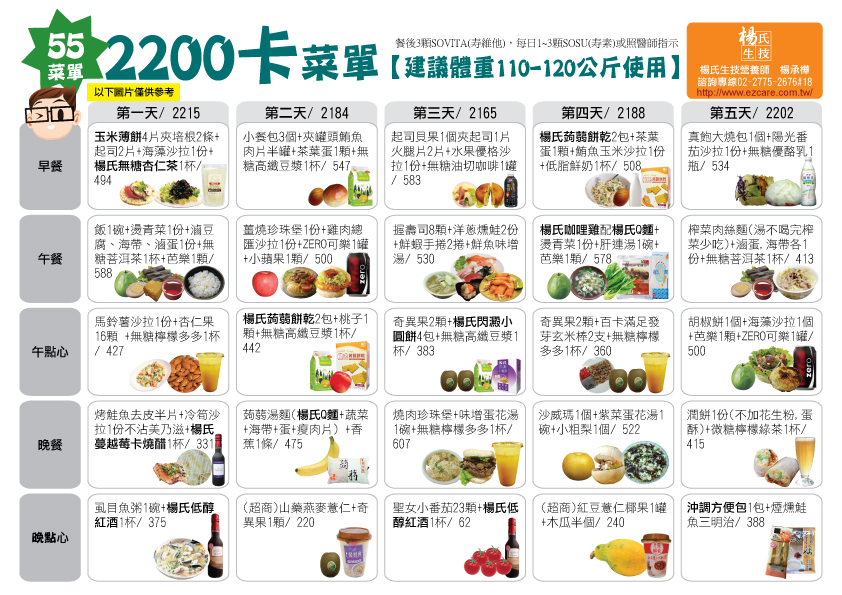 55
菜單
2200卡菜單
餐後3顆SOVITA(寿維他)，每日1~3顆SOSU(寿素)或照醫師指示
【建議體重110-120公斤使用】
楊氏
生技
楊氏生技營養師 楊承樺
諮詢專線02-2775-2676#18
http://www.ezcare.com.tw/
以下圖片僅供參考
第一天/ 2215
第二天/ 2184
第三天/ 2165
第四天/ 2188
第五天/ 2202
早餐
玉米薄餅4片夾培根2條+
起司2片+海藻沙拉1份+
楊氏無糖杏仁茶1杯/
494
小餐包3個+夾罐頭鮪魚
肉片半罐+茶葉蛋1顆+無
糖高纖豆漿1杯/ 547
起司貝果1個夾起司1片
火腿片2片+水果優格沙
拉1份+無糖油切咖啡1罐
/ 583
楊氏蒟蒻餅乾2包+茶葉
蛋1顆+鮪魚玉米沙拉1份
+低脂鮮奶1杯/ 508
真鮑大燒包1個+陽光番
茄沙拉1份+無糖優酪乳1
瓶/ 534
午餐
飯1碗+燙青菜1份+滷豆
腐、海帶、滷蛋1份+無
糖菩洱茶1杯+芭樂1顆/
588
薑燒珍珠堡1份+雞肉總
匯沙拉1份+ZERO可樂1罐
+小蘋果1顆/ 500
握壽司8顆+洋蔥燻鮭2份
+鮮蝦手捲2捲+鮮魚味增
湯/ 530
楊氏咖哩雞配楊氏Q麵+
燙青菜1份+肝連湯1碗+
芭樂1顆/ 578
榨菜肉絲麵(湯不喝完榨
菜少吃)+滷蛋.海帶各1
份+無糖菩洱茶1杯/ 413
zero
午點心
馬鈴薯沙拉1份+杏仁果
16顆 +無糖檸檬多多1杯
/ 427
楊氏蒟蒻餅乾2包+桃子1
顆+無糖高纖豆漿1杯/
442
奇異果2顆+楊氏閃澱小
圓餅4包+無糖高纖豆漿1
杯/ 383
奇異果2顆+百卡滿足發
芽玄米棒2支+無糖檸檬
多多1杯/ 360
胡椒餅1個+海藻沙拉1個
+芭樂1顆+ZERO可樂1罐/
500
zero
晚餐
烤鮭魚去皮半片+冷筍沙
拉1份不沾美乃滋+楊氏
蔓越莓卡燒醋1杯/ 331
蒟蒻湯麵(楊氏Q麵+蔬菜
+海帶+蛋+瘦肉片) +香
蕉1條/ 475
燒肉珍珠堡+味增蛋花湯
1碗+無糖檸檬多多1杯/
607
沙威瑪1個+紫菜蛋花湯1
碗+小粗梨1個/ 522
潤餅1份(不加花生粉,蛋
酥)+微糖檸檬綠茶1杯/
415
晚點心
虱目魚粥1碗+楊氏低醇
紅酒1杯/ 375
(超商)山藥燕麥薏仁+奇
異果1顆/ 220
聖女小番茄23顆+楊氏低
醇紅酒1杯/ 62
(超商)紅豆薏仁椰果1罐
+木瓜半個/ 240
沖調方便包1包+煙燻鮭
魚三明治/ 388